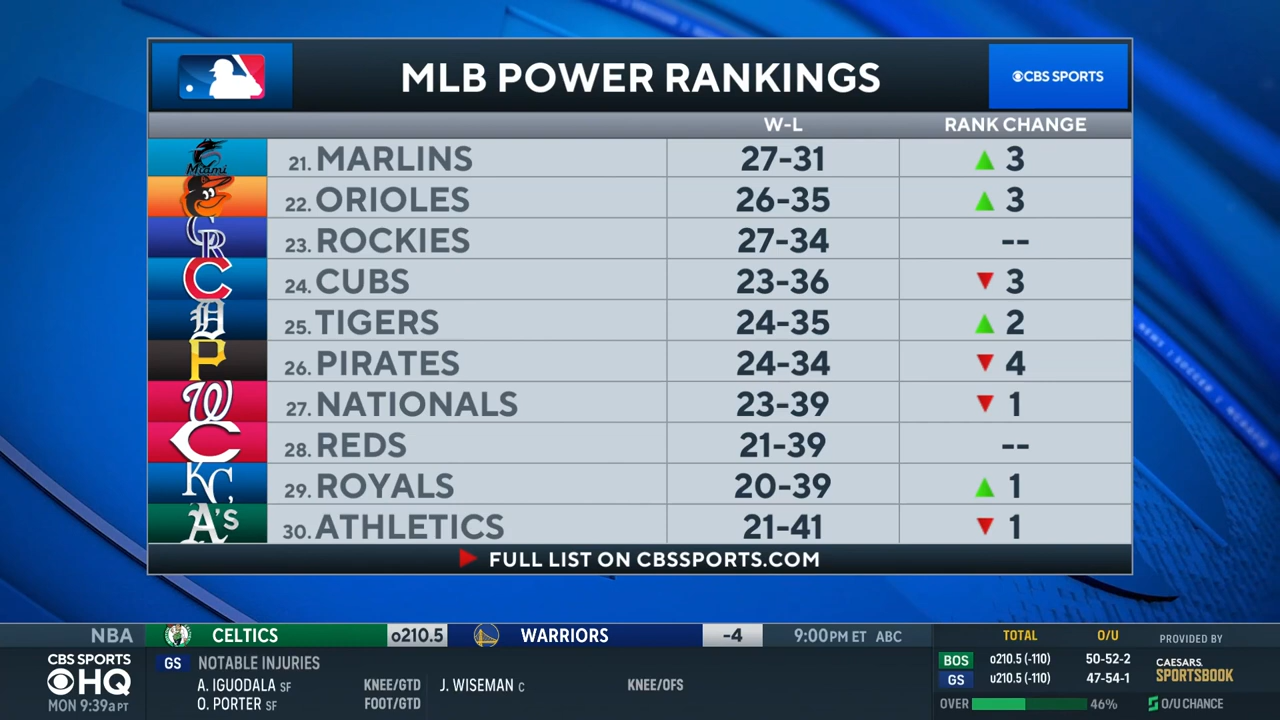 MLB POWER RANKINGS
CBS SPORTS
W-L RANK CHANGE
Miami
21. MARLINS 27-31 ▲ 3
22. ORIOLES 26-35 ▲ 3
CR 23. ROCKIES 27-34 --
C 24. CUBS 23-36 ▼ 3
D 25. TIGERS 24-35 ▲ 2
P 26. PIRATES 24-34 ▼ 4
W 27. NATIONALS 23-39 ▼ 1
C 28. REDS 21-39 --
KC 29. ROYALS 20-39 ▲ 1
A's 30. ATHLETICS 21-41 ▼ 1
▶ FULL LIST ON CBSSPORTS.COM
NBA CELTICS o210.5 WARRIORS -4 9:00PM ET ABC
CBS SPORTS
HQ
MON 9:39a PT
GS NOTABLE INJURIES
A. IGUODALA SF KNEE/GTD J. WISEMAN C KNEE/OFS
O. PORTER SF FOOT/GTD
TOTAL O/U
BOS o210.5 (-110) 50-52-2
GS u210.5 (-110) 47-54-1
OVER 46%
PROVIDED BY
CAESARS
SPORTSBOOK
O/U CHANCE